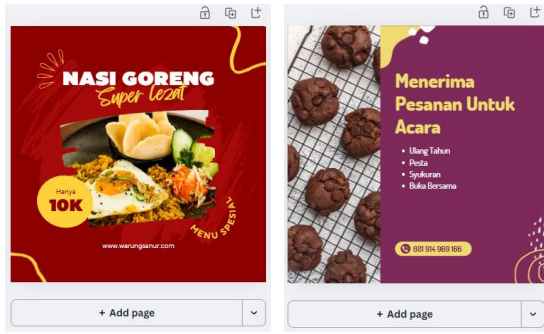 NASI GORENG
Super lezat
Hanya
10K
MENU SPESIAL
www.warungsanur.com
+ Add page
Menerima
Pesanan Untuk
Acara
• Ulang Tahun
• Pesta
• Syukuran
• Buka Bersama
081 914 969 166
+ Add page